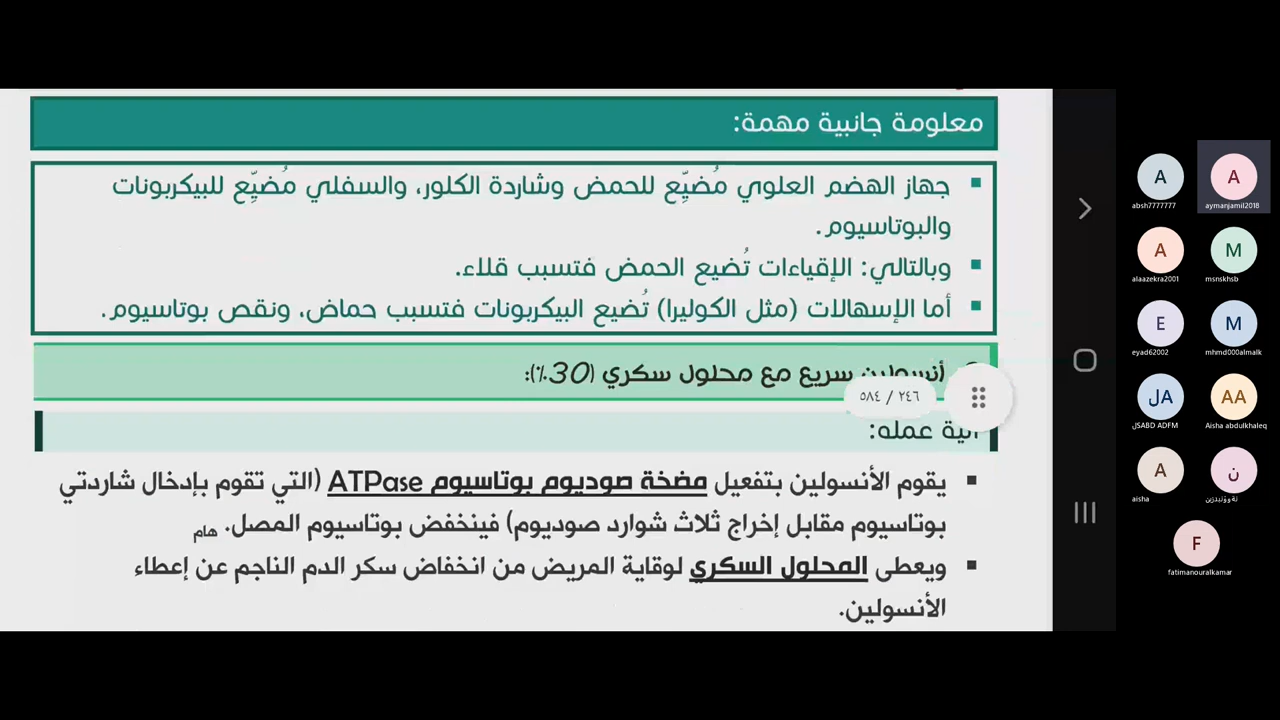 معلومة جانبية مهمة:
▪ جهاز الهضم العلوي مُضيِّع للحمض وشاردة الكلور، والسفلي مُضيِّع للبيكربونات
والبوتاسيوم.
▪ وبالتالي: الإقياءات تُضيع الحمض فتسبب قلاء.
▪ أما الإسهالات (مثل الكوليرا) تُضيع البيكربونات فتسبب حماض، ونقص بوتاسيوم.
أنسولين سريع مع محلول سكري (30%):
٢٤٦ / ٥٨٤
آلية عمله:
▪ يقوم الأنسولين بتفعيل مضخة صوديوم بوتاسيوم ATPase (التي تقوم بإدخال شاردتي
بوتاسيوم مقابل إخراج ثلاث شوارد صوديوم) فينخفض بوتاسيوم المصل. هام
▪ ويعطى المحلول السكري لوقاية المريض من انخفاض سكر الدم الناجم عن إعطاء
الأنسولين.
A
absh7777777
A
aymanjamil2018
A
alaazekra2001
M
msnskhsb
E
eyad62002
M
mhmd000almalk
JA
JSABD ADFM
AA
Aisha abdulkhaleq
A
aisha
ن
F
fatimanouralkamar